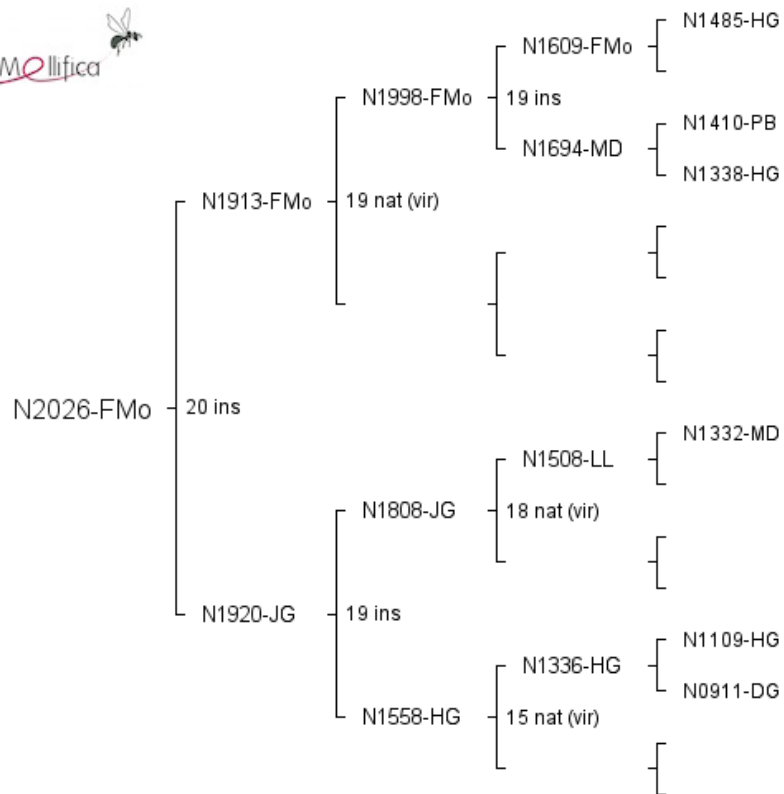 N1485-HG
Mellifica
N1609-FMo
N1998-FMo
19 ins
N1410-PB
N1694-MD
N1338-HG
N1913-FMo
19 nat (vir)
N2026-FMo
20 ins
N1332-MD
N1508-LL
N1808-JG
18 nat (vir)
N1920-JG
19 ins
N1109-HG
N1336-HG
N0911-DG
N1558-HG
15 nat (vir)